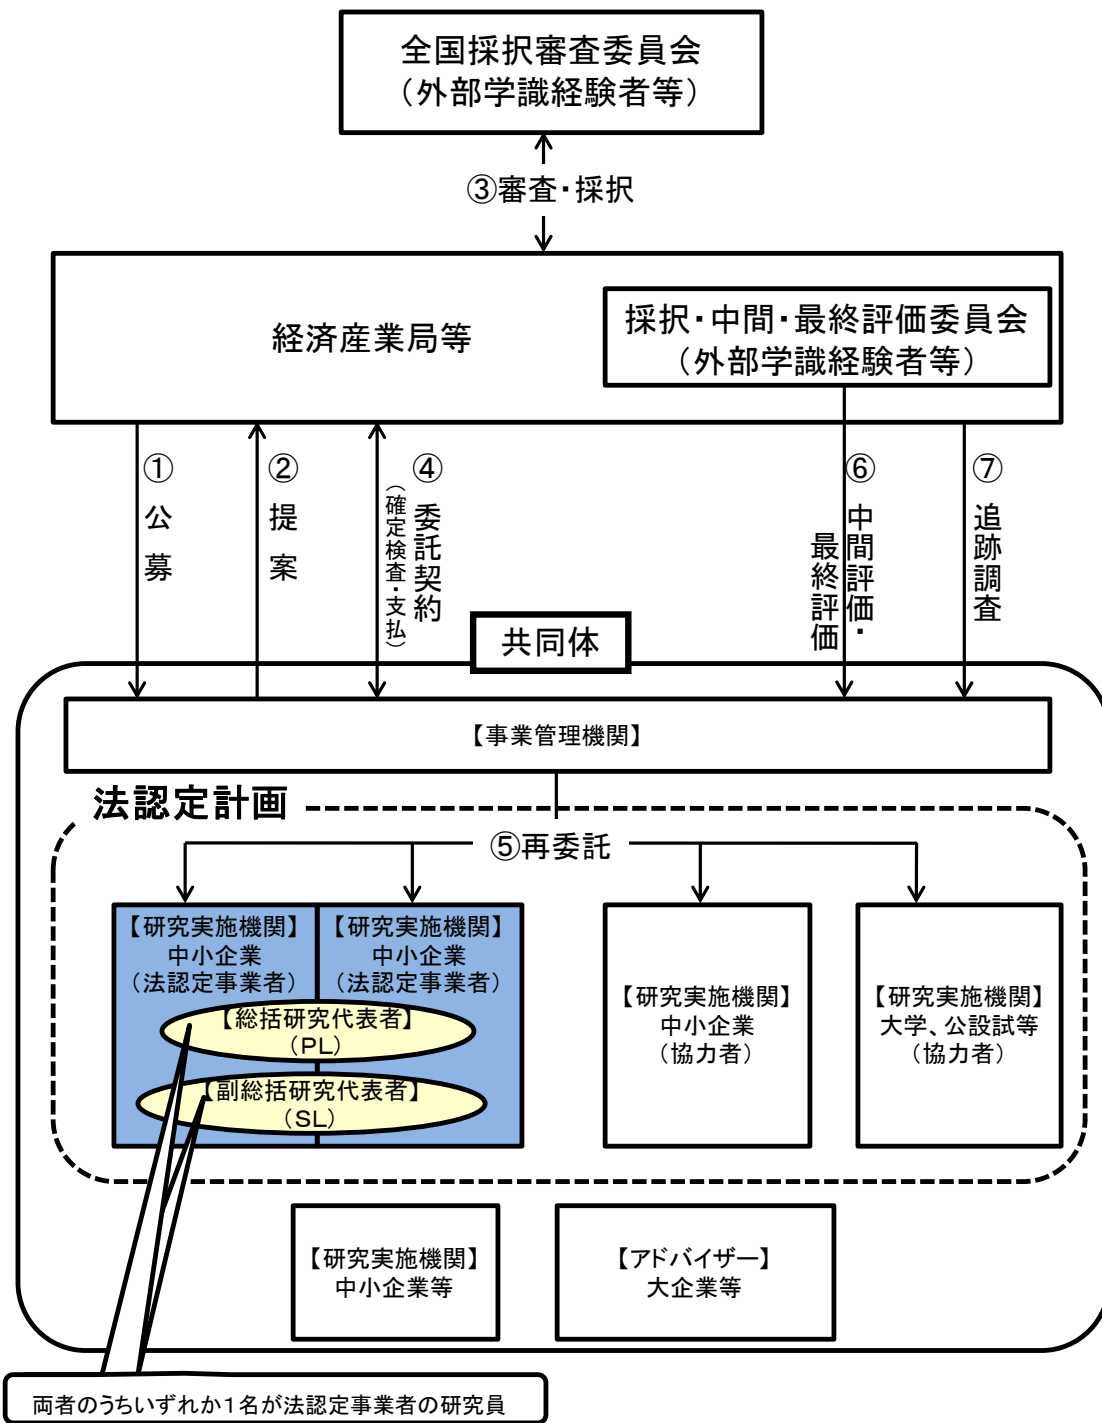 全国採択審査委員会
（外部学識経験者等）
③審査・採択
経済産業局等
採択・中間・最終評価委員会
（外部学識経験者等）
①公募
②提案
④委託契約
（確定検査・支払）
⑥中間評価・
最終評価
⑦追跡調査
共同体
【事業管理機関】
法認定計画
⑤再委託
【研究実施機関】
中小企業
（法認定事業者）
【研究実施機関】
中小企業
（法認定事業者）
【総括研究代表者】
（PL）
【副総括研究代表者】
（SL）
【研究実施機関】
中小企業
（協力者）
【研究実施機関】
大学、公設試等
（協力者）
【研究実施機関】
中小企業等
【アドバイザー】
大企業等
両者のうちいずれか１名が法認定事業者の研究員